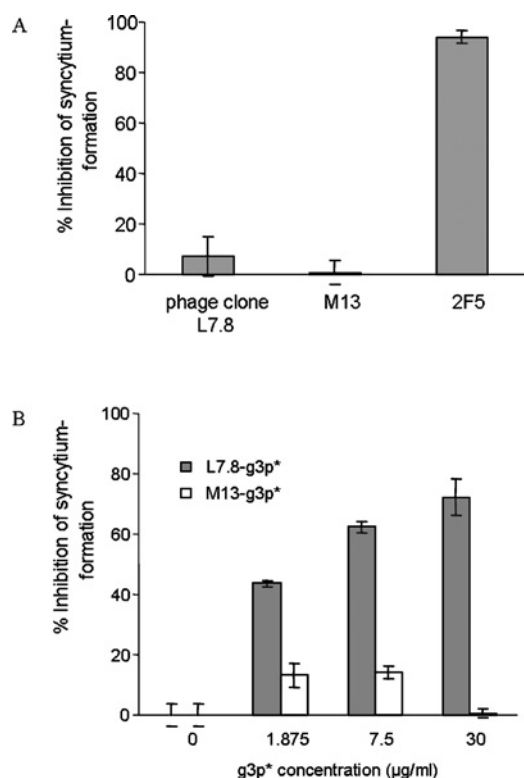 A
% Inhibition of syncytium-
formation
100
80
60
40
20
0
phage clone
L7.8
M13
2F5
B
% Inhibition of syncytium-
formation
100
80
60
40
20
0
L7.8-g3p*
M13-g3p*
0
1.875
7.5
30
g3p* concentration (µg/ml)